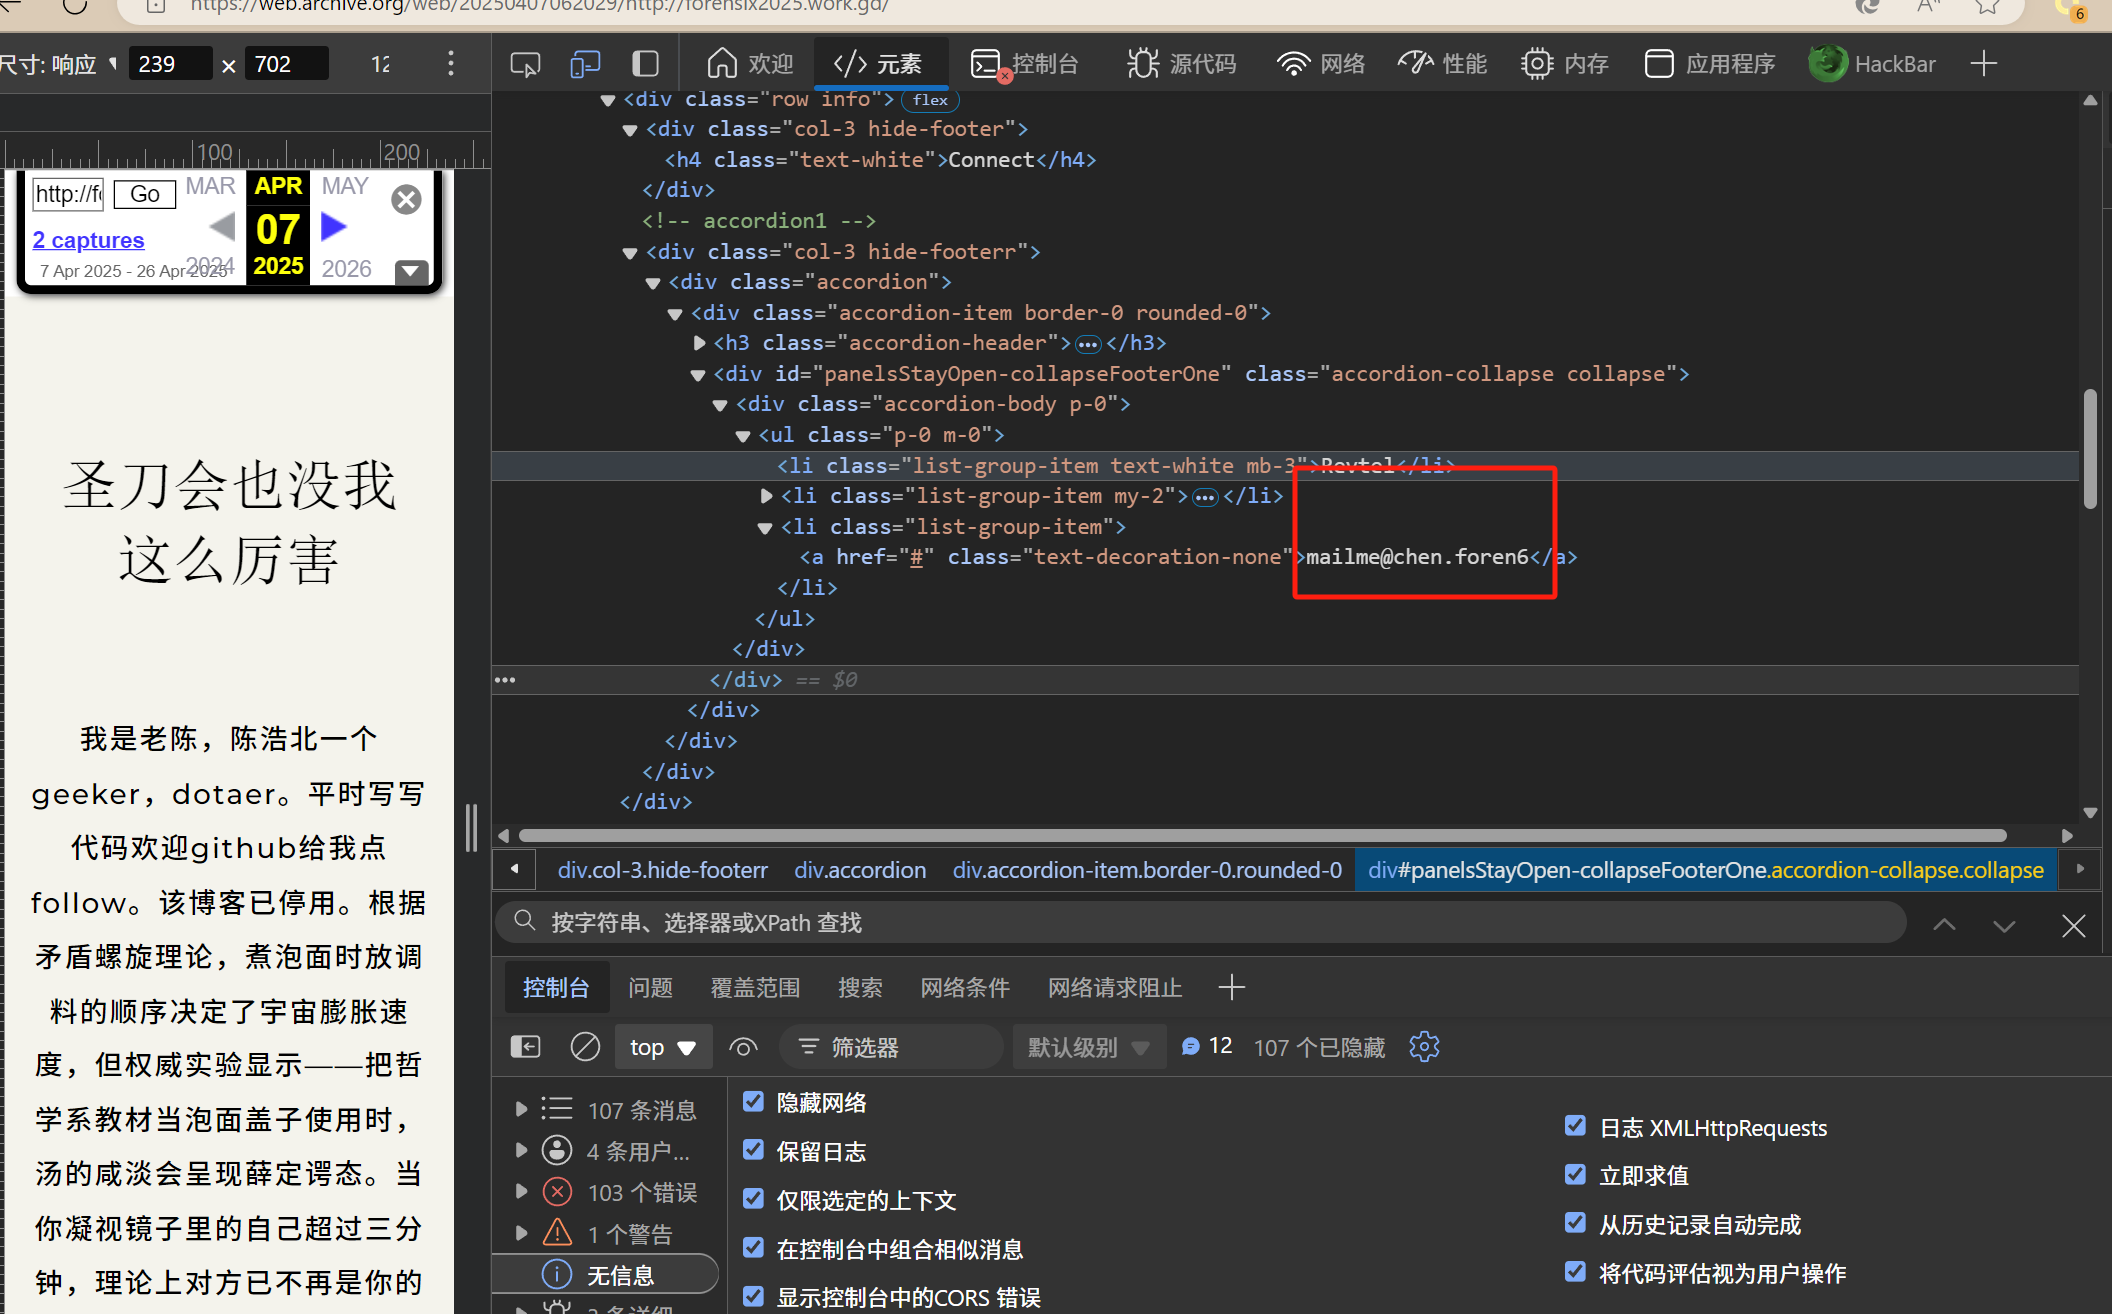 https://web.archive.org/web/20250407062029/http://forensix2025.work.gd/
6
尺寸: 响应
239 × 702
欢迎
</> 元素
控制台
源代码
网络
性能
内存
应用程序
HackBar
100
200
http://f
Go
MAR
APR
MAY
07
2 captures
7 Apr 2025 - 26 Apr 2025
2024
2025
2026
圣刀会也没我
这么厉害
我是老陈，陈浩北一个
geeker，dotaer。平时写写
代码欢迎github给我点
follow。该博客已停用。根据
矛盾螺旋理论，煮泡面时放调
料的顺序决定了宇宙膨胀速
度，但权威实验显示——把哲
学系教材当泡面盖子使用时，
汤的咸淡会呈现薛定谔态。当
你凝视镜子里的自己超过三分
钟，理论上对方已不再是你的
<div class="row info"> flex
<div class="col-3 hide-footer">
<h4 class="text-white">Connect</h4>
</div>
<!-- accordion1 -->
<div class="col-3 hide-footerr">
<div class="accordion">
<div class="accordion-item border-0 rounded-0">
<h3 class="accordion-header">…</h3>
<div id="panelsStayOpen-collapseFooterOne" class="accordion-collapse collapse">
<div class="accordion-body p-0">
<ul class="p-0 m-0">
<li class="list-group-item text-white mb-3">Revtel</li>
<li class="list-group-item my-2">…</li>
<li class="list-group-item">
<a href="#" class="text-decoration-none">mailme@chen.foren6</a>
</li>
</ul>
</div>
</div> == $0
</div>
</div>
</div>
</div>
div.col-3.hide-footerr div.accordion div.accordion-item.border-0.rounded-0 div#panelsStayOpen-collapseFooterOne.accordion-collapse.collapse
按字符串、选择器或XPath 查找
控制台 问题 覆盖范围 搜索 网络条件 网络请求阻止
top 筛选器 默认级别 12 107 个已隐藏
107 条消息
4 条用户...
103 个错误
1 个警告
无信息
隐藏网络
保留日志
仅限选定的上下文
在控制台中组合相似消息
显示控制台中的CORS 错误
日志 XMLHttpRequests
立即求值
从历史记录自动完成
将代码评估视为用户操作